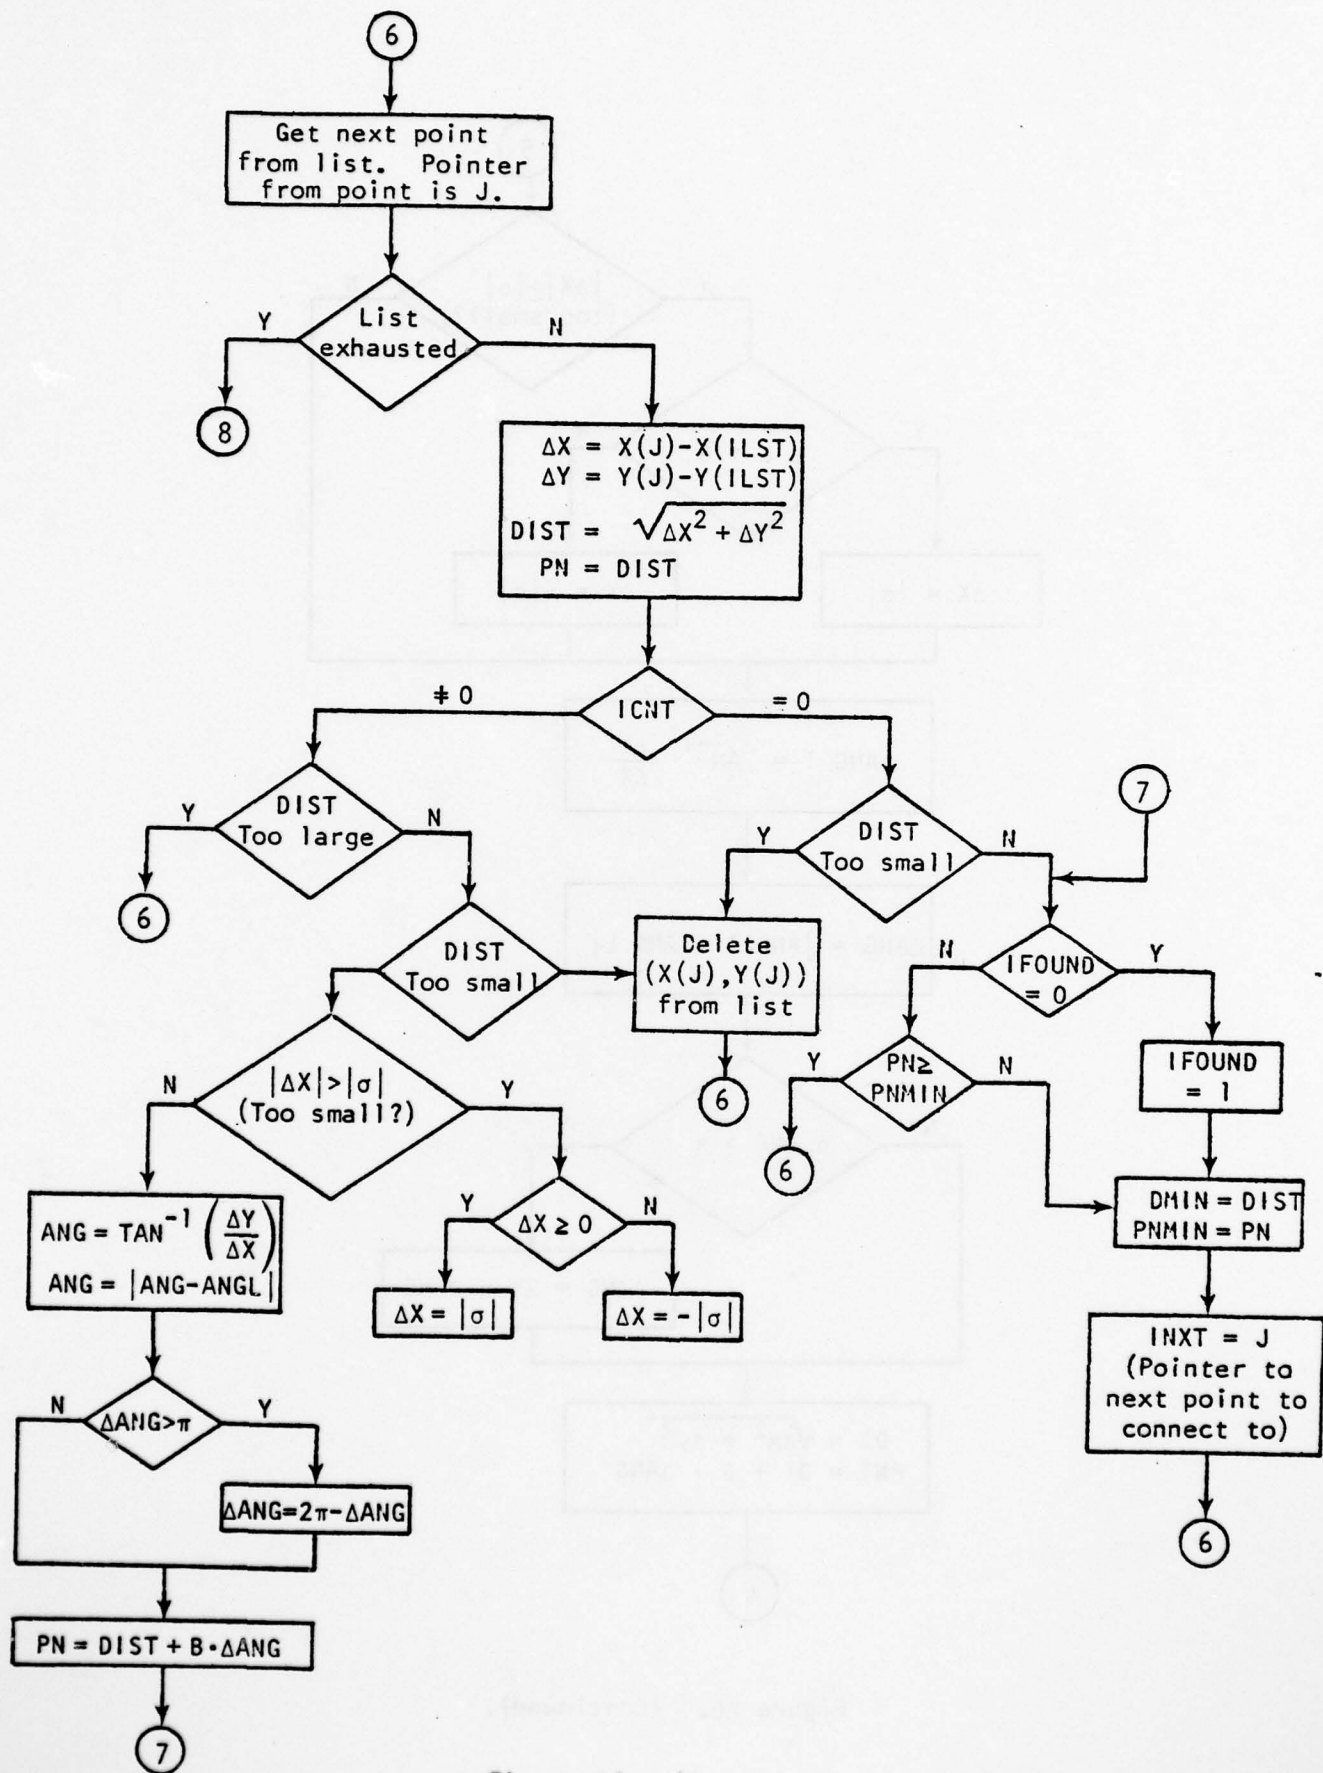 6
Get next point
from list. Pointer
from point is J.
Y
List
exhausted
N
8
ΔX = X(J)-X(ILST)
ΔY = Y(J)-Y(ILST)
DIST = √ΔX² + ΔY²
PN = DIST
≠ 0
ICNT
= 0
7
Y
DIST
Too large
N
Y
DIST
Too small
N
6
DIST
Too small
Delete
(X(J),Y(J))
from list
N
IFOUND
= 0
Y
N
|ΔX|>|σ|
(Too small?)
Y
6
Y
PN≥
PNMIN
N
IFOUND
= 1
6
ANG = TAN⁻¹ (ΔY/ΔX)
ANG = |ANG-ANGL|
Y
ΔX ≥ 0
N
DMIN = DIST
PNMIN = PN
ΔX = |σ|
ΔX = -|σ|
INXT = J
(Pointer to
next point to
connect to)
N
ΔANG>π
Y
ΔANG=2π-ΔANG
6
PN = DIST + B·ΔANG
7